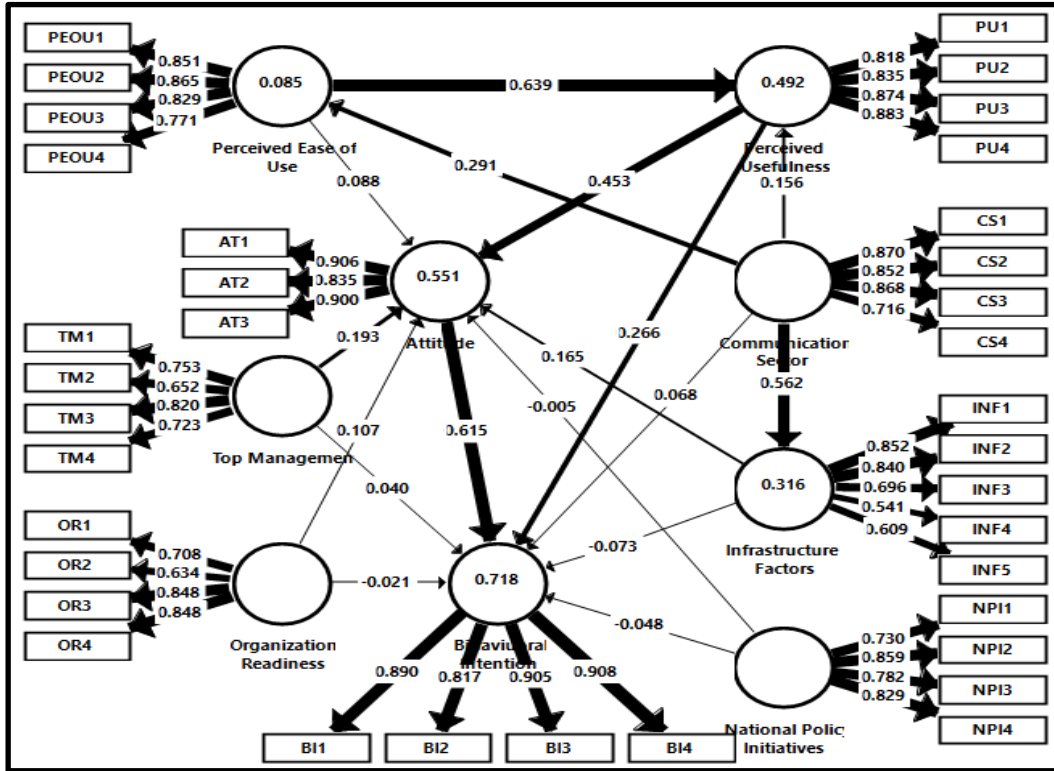 PEOU1
PEOU2
PEOU3
PEOU4
0.851
0.865
0.829
0.771
0.085
Perceived Ease of
Use
0.639
0.492
Perceived
Usefulness
0.818
0.835
0.874
0.883
PU1
PU2
PU3
PU4
0.291
0.088
0.453
0.156
AT1
AT2
AT3
0.906
0.835
0.900
0.551
Attitude
Communication
Sector
0.870
0.852
0.868
0.716
CS1
CS2
CS3
CS4
TM1
TM2
TM3
TM4
0.753
0.652
0.820
0.723
Top Managemen
0.193
0.107
0.040
0.615
0.165
-0.005
0.266
0.068
0.562
0.316
Infrastructure
Factors
0.852
0.840
0.696
0.541
0.609
INF1
INF2
INF3
INF4
INF5
OR1
OR2
OR3
OR4
0.708
0.634
0.848
0.848
Organization
Readiness
-0.021
-0.073
-0.048
0.718
Intention
0.890
0.817
0.905
0.908
BI1
BI2
BI3
BI4
National Policy
Initiatives
0.730
0.859
0.782
0.829
NPI1
NPI2
NPI3
NPI4